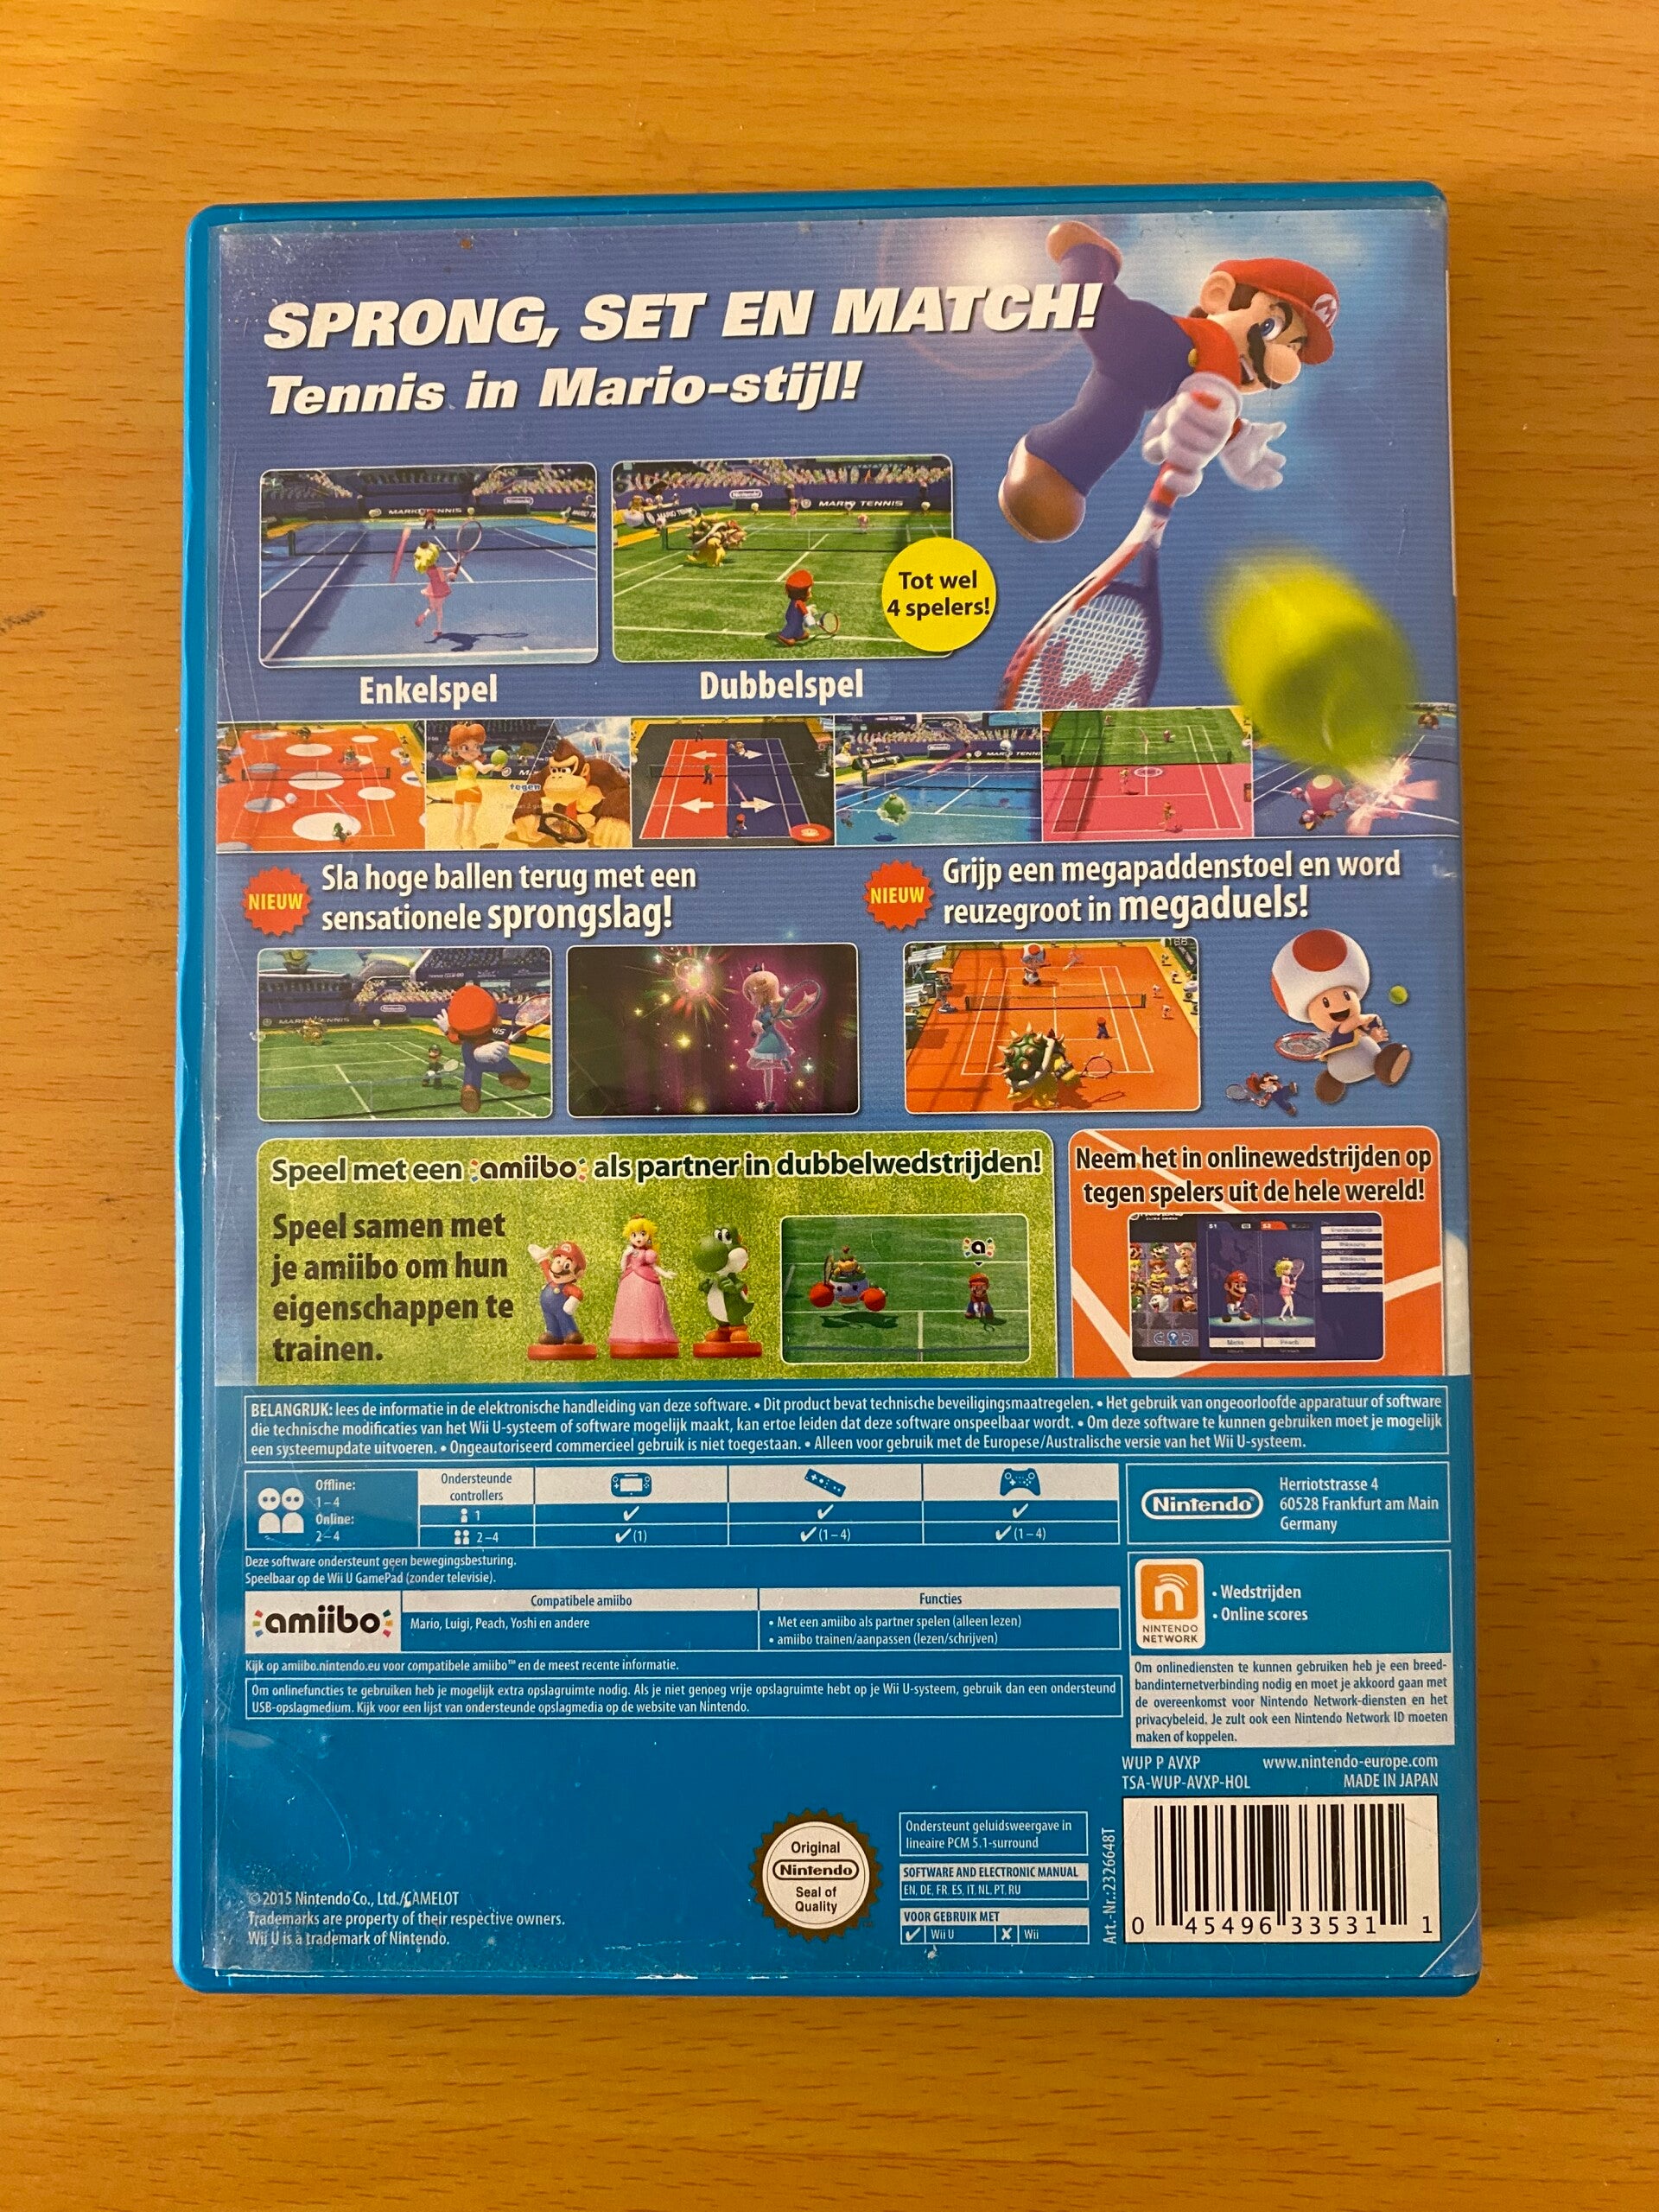 SPRONG, SET EN MATCH!
Tennis in Mario-stijl!
MARIO TENNIS
Nintendo
MARIO TENNIS
Nintendo
Tot wel
4 spelers!
Enkelspel
Dubbelspel
tegen
NIEUW
Sla hoge ballen terug met een
sensationele sprongslag!
NIEUW
Grijp een megapaddenstoel en word
reuzegroot in megaduels!
MARIO TENNIS
Nintendo
Speel met een amiibo als partner in dubbelwedstrijden!
Speel samen met
je amiibo om hun
eigenschappen te
trainen.
Neem het in onlinewedstrijden op
tegen spelers uit de hele wereld!
BELANGRIJK: lees de informatie in de elektronische handleiding van deze software. • Dit product bevat technische beveiligingsmaatregelen. • Het gebruik van ongeoorloofde apparatuur of software
die technische modificaties van het Wii U-systeem of software mogelijk maakt, kan ertoe leiden dat deze software onspeelbaar wordt. • Om deze software te kunnen gebruiken moet je mogelijk
een systeemupdate uitvoeren. • Ongeautoriseerd commercieel gebruik is niet toegestaan. • Alleen voor gebruik met de Europese/Australische versie van het Wii U-systeem.
Offline:
1–4
Online:
2–4
Ondersteunde
controllers
1 ✓ ✓ ✓
2–4 ✓(1) ✓(1–4) ✓(1–4)
Nintendo
Herriotstrasse 4
60528 Frankfurt am Main
Germany
Deze software ondersteunt geen bewegingsbesturing.
Speelbaar op de Wii U GamePad (zonder televisie).
amiibo
Compatibele amiibo
Mario, Luigi, Peach, Yoshi en andere
Functies
• Met een amiibo als partner spelen (alleen lezen)
• amiibo trainen/aanpassen (lezen/schrijven)
Kijk op amiibo.nintendo.eu voor compatibele amiibo™ en de meest recente informatie.
Om onlinefuncties te gebruiken heb je mogelijk extra opslagruimte nodig. Als je niet genoeg vrije opslagruimte hebt op je Wii U-systeem, gebruik dan een ondersteund
USB-opslagmedium. Kijk voor een lijst van ondersteunde opslagmedia op de website van Nintendo.
NINTENDO
NETWORK
• Wedstrijden
• Online scores
Om onlinediensten te kunnen gebruiken heb je een breed-
bandinternetverbinding nodig en moet je akkoord gaan met
de overeenkomst voor Nintendo Network-diensten en het
privacybeleid. Je zult ook een Nintendo Network ID moeten
maken of koppelen.
WUP P AVXP
www.nintendo-europe.com
TSA-WUP-AVXP-HOL
MADE IN JAPAN
Original
Nintendo
Seal of
Quality
Ondersteunt geluidsweergave in
lineaire PCM 5.1-surround
SOFTWARE AND ELECTRONIC MANUAL
EN, DE, FR, ES, IT, NL, PT, RU
VOOR GEBRUIK MET
✓ Wii U ✗ Wii
Art.-Nr.:2326648T
0 45496 33531 1
©2015 Nintendo Co., Ltd./CAMELOT
Trademarks are property of their respective owners.
Wii U is a trademark of Nintendo.